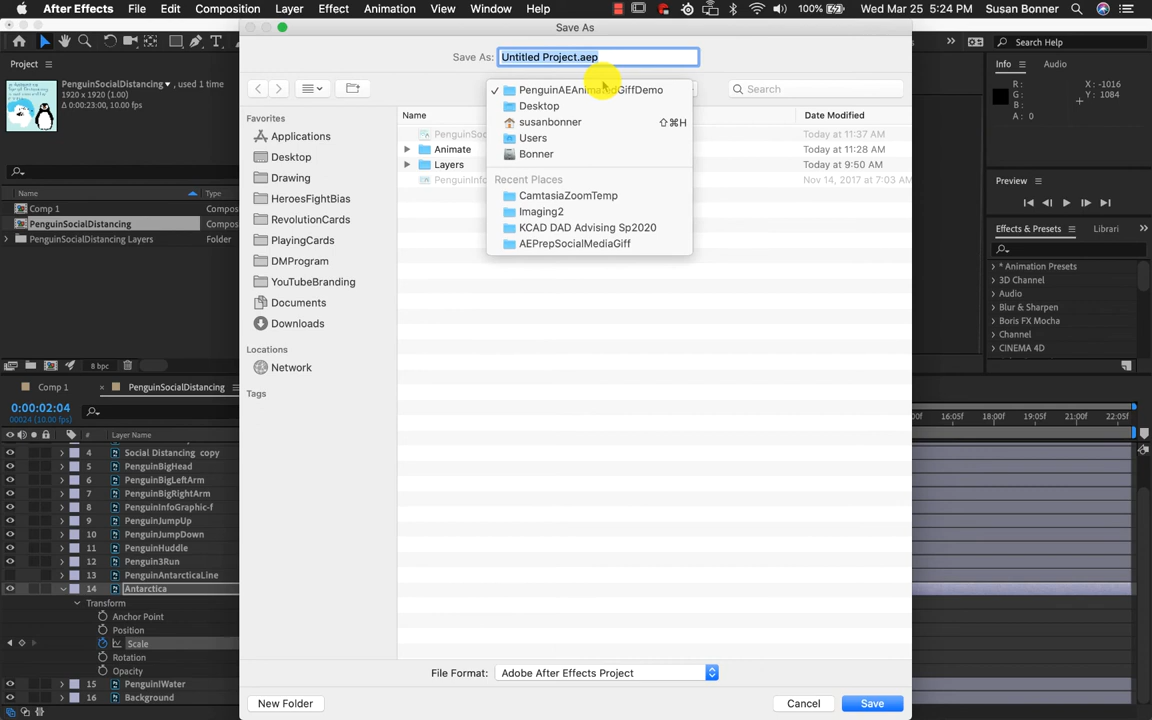 After Effects File Edit Composition Layer Effect Animation View Window Help 100% Wed Mar 25 5:24 PM Susan Bonner
Save As
Search Help
Project
Save As: Untitled Project.aep
Info Audio
PenguinSocialDistancing , used 1 time
1920 x 1920 (1.00)
Δ 0:00:23:00, 10.00 fps
PenguinAEAnimatedGiffDemo
Desktop
susanbonner ⇧⌘H
Users
Bonner
Recent Places
CamtasiaZoomTemp
Imaging2
KCAD DAD Advising Sp2020
AEPrepSocialMediaGiff
Search
R:
G:
B:
A: 0
X: -1016
Y: 1084
Favorites
Applications
Desktop
Drawing
HeroesFightBias
RevolutionCards
PlayingCards
DMProgram
YouTubeBranding
Documents
Downloads
Locations
Network
Tags
Name Date Modified
PenguinSoc Today at 11:37 AM
Animate Today at 11:28 AM
Layers Today at 9:50 AM
PenguinInfo Nov 14, 2017 at 7:03 AM
Name Type
Comp 1 Compos
PenguinSocialDistancing Compos
PenguinSocialDistancing Layers Folder
Preview
Effects & Presets Librari
* Animation Presets
3D Channel
Audio
Blur & Sharpen
Boris FX Mocha
Channel
CINEMA 4D
8 bpc
Comp 1 × PenguinSocialDistancing
0:00:02:04
00024 (10.00 fps)
16:05f 18:00f 19:05f 21:00f 22:05f
# Layer Name
4 Social Distancing copy
5 PenguinBigHead
6 PenguinBigLeftArm
7 PenguinBigRightArm
8 PenguinInfoGraphic-f
9 PenguinJumpUp
10 PenguinJumpDown
11 PenguinHuddle
12 Penguin3Run
13 PenguinAntarcticaLine
14 Antarctica
Transform
Anchor Point
Position
Scale
Rotation
Opacity
15 PenguinIWater
16 Background
File Format: Adobe After Effects Project
New Folder Cancel Save